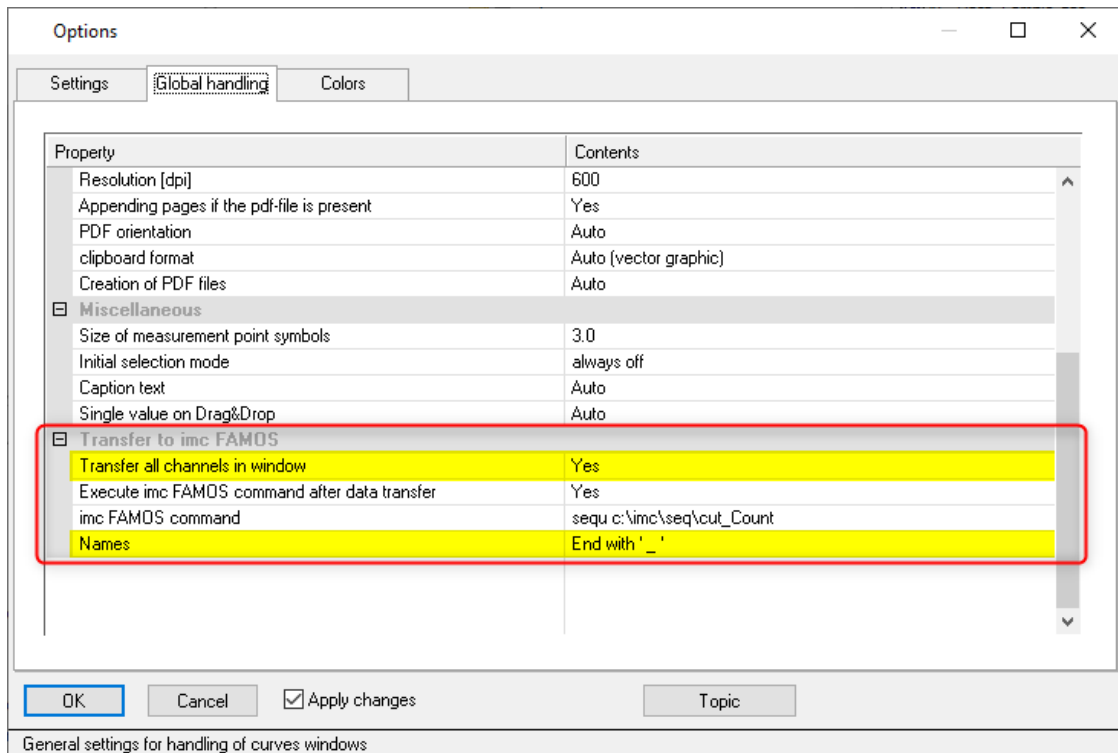 Options
Settings Global handling Colors
Property Contents
Resolution [dpi] 600
Appending pages if the pdf-file is present Yes
PDF orientation Auto
clipboard format Auto (vector graphic)
Creation of PDF files Auto
Miscellaneous
Size of measurement point symbols 3.0
Initial selection mode always off
Caption text Auto
Single value on Drag&Drop Auto
Transfer to imc FAMOS
Transfer all channels in window Yes
Execute imc FAMOS command after data transfer Yes
imc FAMOS command sequ c:\imc\seq\cut_Count
Names End with ' _ '
OK Cancel Apply changes Topic
General settings for handling of curves windows